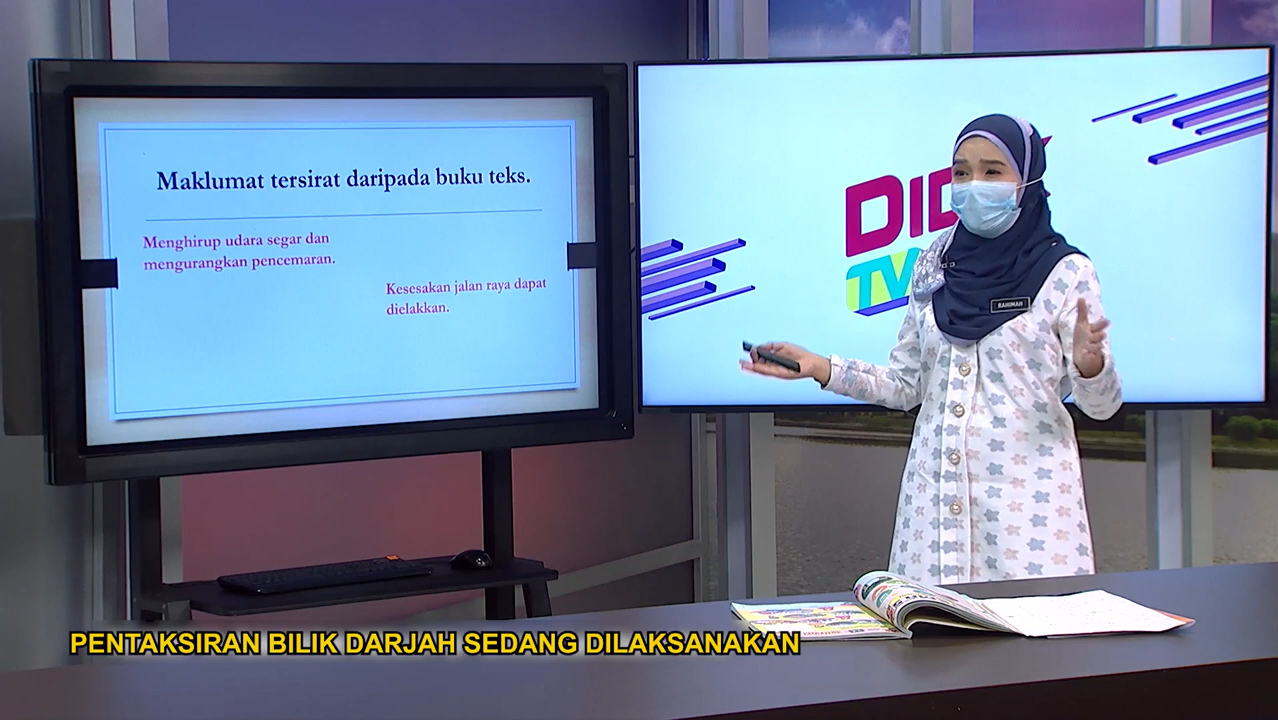 Maklumat tersirat daripada buku teks.
Menghirup udara segar dan
mengurangkan pencemaran.
Kesesakan jalan raya dapat
dielakkan.
TV
RAHIMAH
PENTAKSIRAN BILIK DARJAH SEDANG DILAKSANAKAN